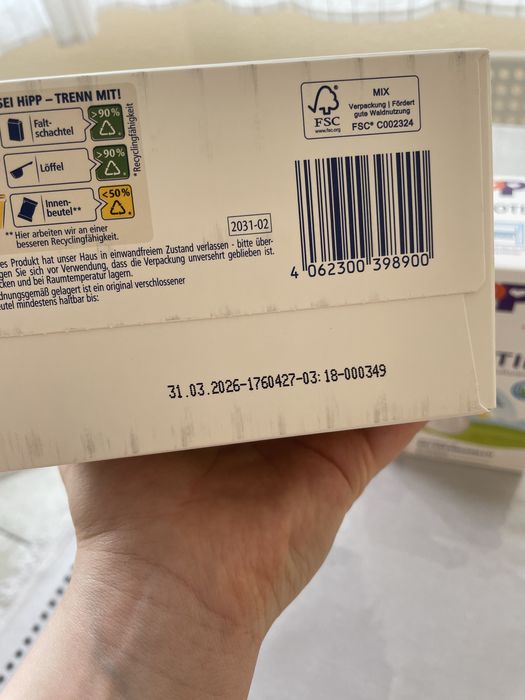 SEI HiPP – TRENN MIT!
Falt-
schachtel
>90%
Löffel
>90%
Innen-
beutel**
<50%
*Recyclingfähigkeit
** Hier arbeiten wir an einer
besseren Recyclingfähigkeit.
FSC
www.fsc.org
MIX
Verpackung | Fördert
gute Waldnutzung
FSC® C002324
2031-02
es Produkt hat unser Haus in einwandfreiem Zustand verlassen - bitte über-
gen Sie sich vor Verwendung, dass die Verpackung unversehrt geblieben ist.
cken und bei Raumtemperatur lagern.
dnungsgemäß gelagert ist ein original verschlossener
eutel mindestens haltbar bis:
4 062300 398900
31.03.2026-1760427-03:18-000349